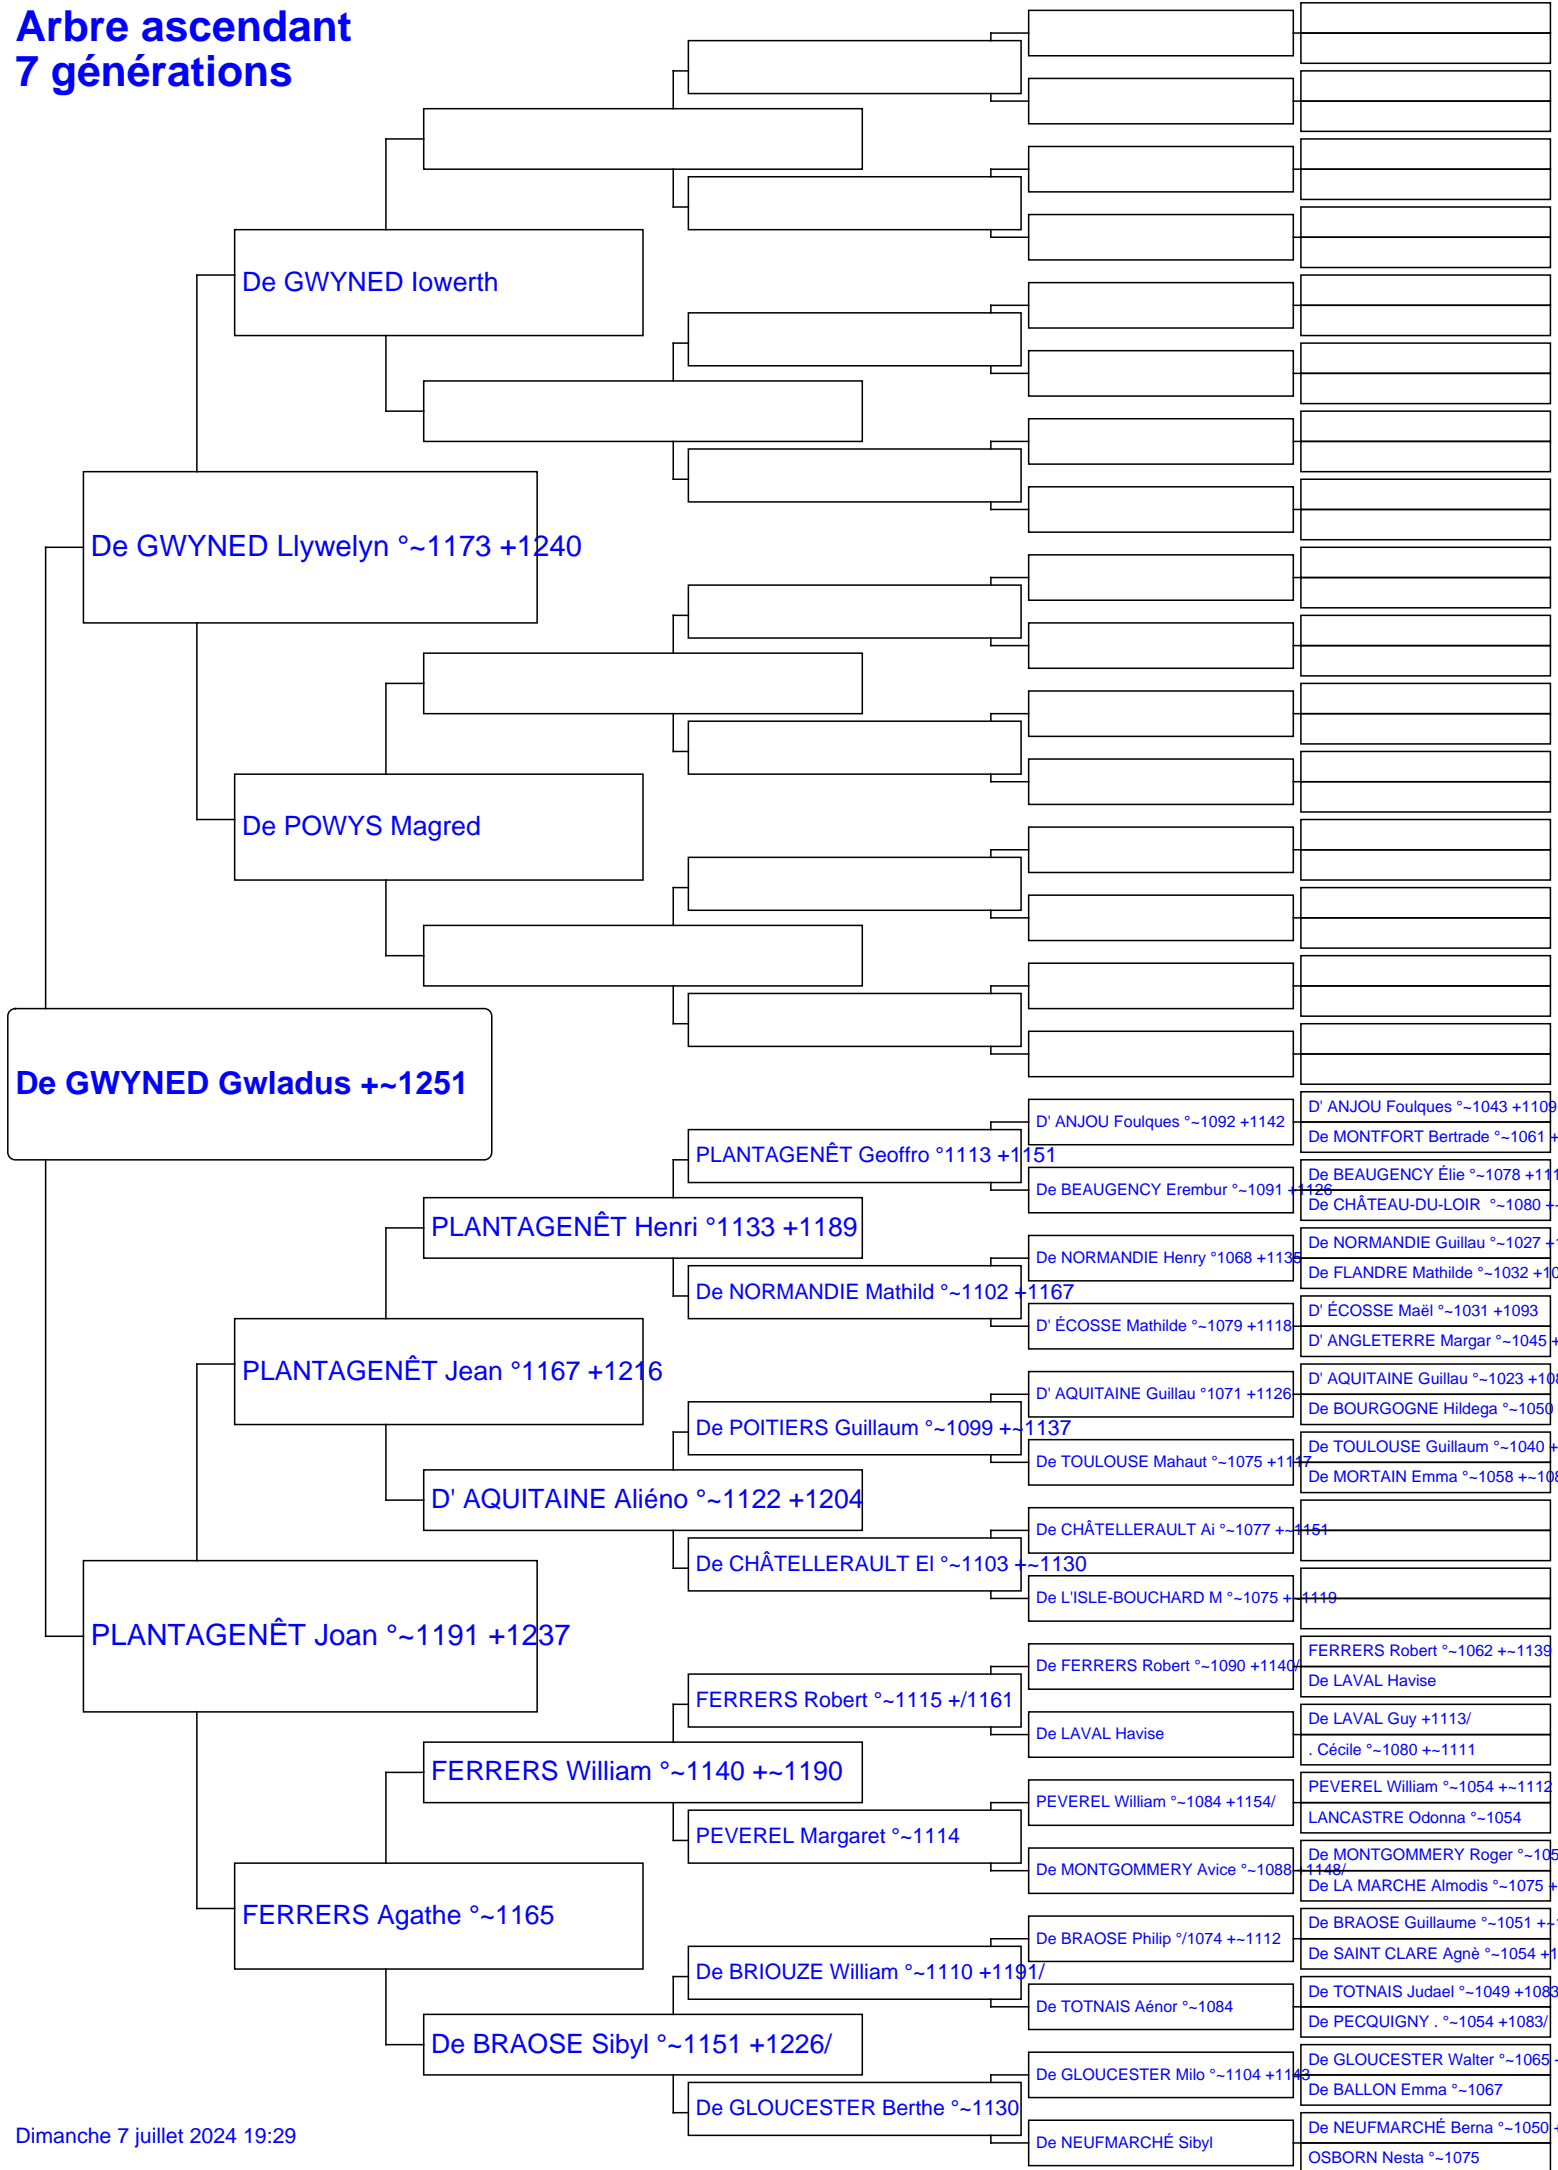 Arbre ascendant
7 générations
De GWYNED Iowerth
De GWYNED Llywelyn °~1173 +1240
De POWYS Magred
De GWYNED Gwladus +~1251
D' ANJOU Foulques °~1043 +1109
D' ANJOU Foulques °~1092 +1142
De MONTFORT Bertrade °~1061 +
PLANTAGENÊT Geoffro °1113 +1151
De BEAUGENCY Élie °~1078 +111
De BEAUGENCY Erembur °~1091 +1126
De CHÂTEAU-DU-LOIR °~1080 +~
PLANTAGENÊT Henri °1133 +1189
De NORMANDIE Guillau °~1027 +1
De NORMANDIE Henry °1068 +1135
De FLANDRE Mathilde °~1032 +10
De NORMANDIE Mathild °~1102 +1167
D' ÉCOSSE Maël °~1031 +1093
D' ÉCOSSE Mathilde °~1079 +1118
D' ANGLETERRE Margar °~1045 +
PLANTAGENÊT Jean °1167 +1216
D' AQUITAINE Guillau °~1023 +108
D' AQUITAINE Guillau °1071 +1126
De BOURGOGNE Hildega °~1050
De POITIERS Guillaum °~1099 +~1137
De TOULOUSE Guillaum °~1040 +
De TOULOUSE Mahaut °~1075 +1117
De MORTAIN Emma °~1058 +~108
D' AQUITAINE Aliéno °~1122 +1204
De CHÂTELLERAULT Ai °~1077 +~1151
De CHÂTELLERAULT El °~1103 +~1130
De L'ISLE-BOUCHARD M °~1075 +~1119
PLANTAGENÊT Joan °~1191 +1237
FERRERS Robert °~1062 +~1139
De FERRERS Robert °~1090 +1140/
De LAVAL Havise
FERRERS Robert °~1115 +/1161
De LAVAL Guy +1113/
De LAVAL Havise
. Cécile °~1080 +~1111
FERRERS William °~1140 +~1190
PEVEREL William °~1054 +~1112
PEVEREL William °~1084 +1154/
LANCASTRE Odonna °~1054
PEVEREL Margaret °~1114
De MONTGOMMERY Roger °~105
De MONTGOMMERY Avice °~1088 +1148/
De LA MARCHE Almodis °~1075 +
FERRERS Agathe °~1165
De BRAOSE Guillaume °~1051 +~
De BRAOSE Philip °/1074 +~1112
De SAINT CLARE Agnè °~1054 +1
De BRIOUZE William °~1110 +1191/
De TOTNAIS Judael °~1049 +1083
De TOTNAIS Aénor °~1084
De PECQUIGNY . °~1054 +1083/
De BRAOSE Sibyl °~1151 +1226/
De GLOUCESTER Walter °~1065 +
De GLOUCESTER Milo °~1104 +1143
De BALLON Emma °~1067
De GLOUCESTER Berthe °~1130
De NEUFMARCHÉ Berna °~1050 +
De NEUFMARCHÉ Sibyl
OSBORN Nesta °~1075
Dimanche 7 juillet 2024 19:29